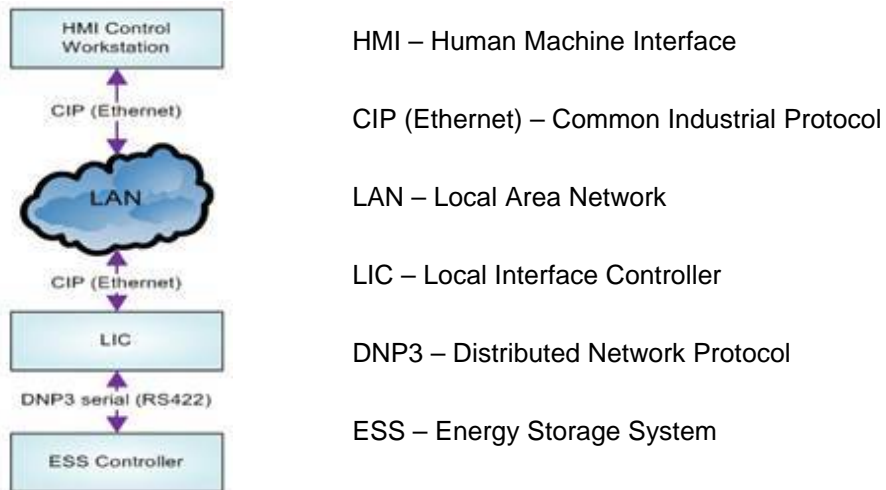 HMI Control
Workstation
CIP (Ethernet)
LAN
CIP (Ethernet)
LIC
DNP3 serial (RS422)
ESS Controller
HMI – Human Machine Interface
CIP (Ethernet) – Common Industrial Protocol
LAN – Local Area Network
LIC – Local Interface Controller
DNP3 – Distributed Network Protocol
ESS – Energy Storage System